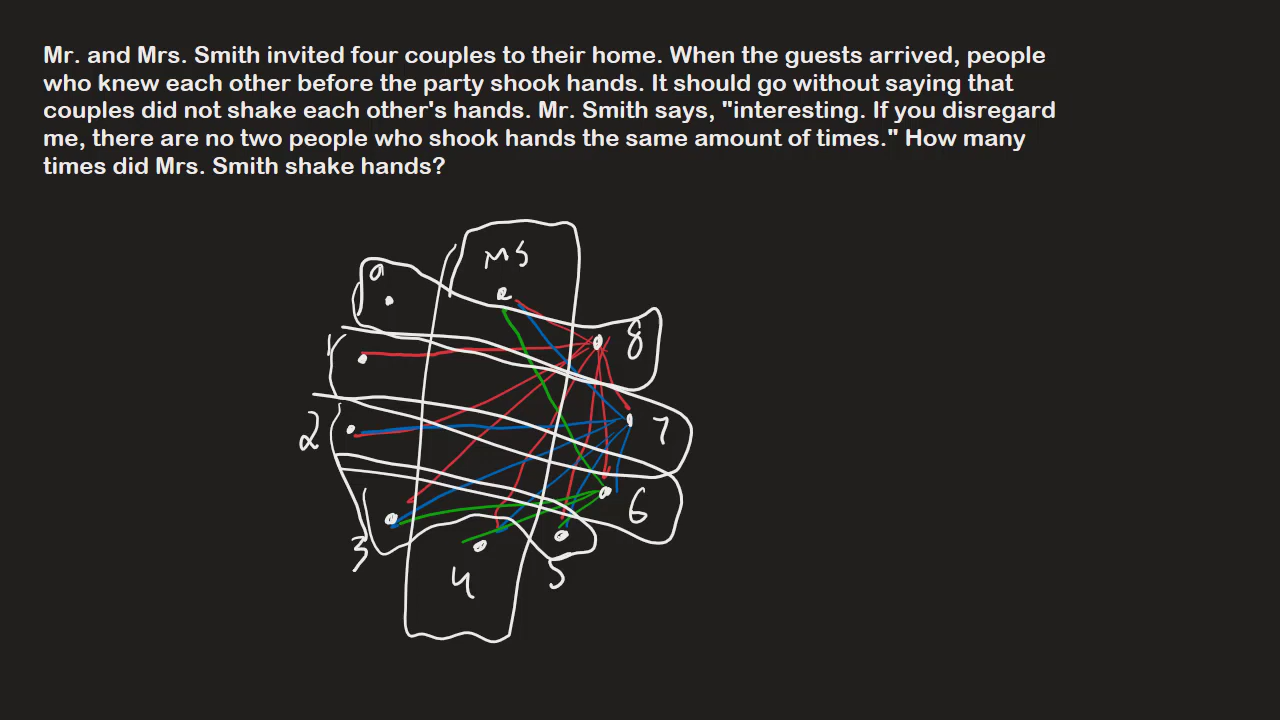 Mr. and Mrs. Smith invited four couples to their home. When the guests arrived, people
who knew each other before the party shook hands. It should go without saying that
couples did not shake each other's hands. Mr. Smith says, "interesting. If you disregard
me, there are no two people who shook hands the same amount of times." How many
times did Mrs. Smith shake hands?
MS
0
8
1
7
2
6
3
4
5